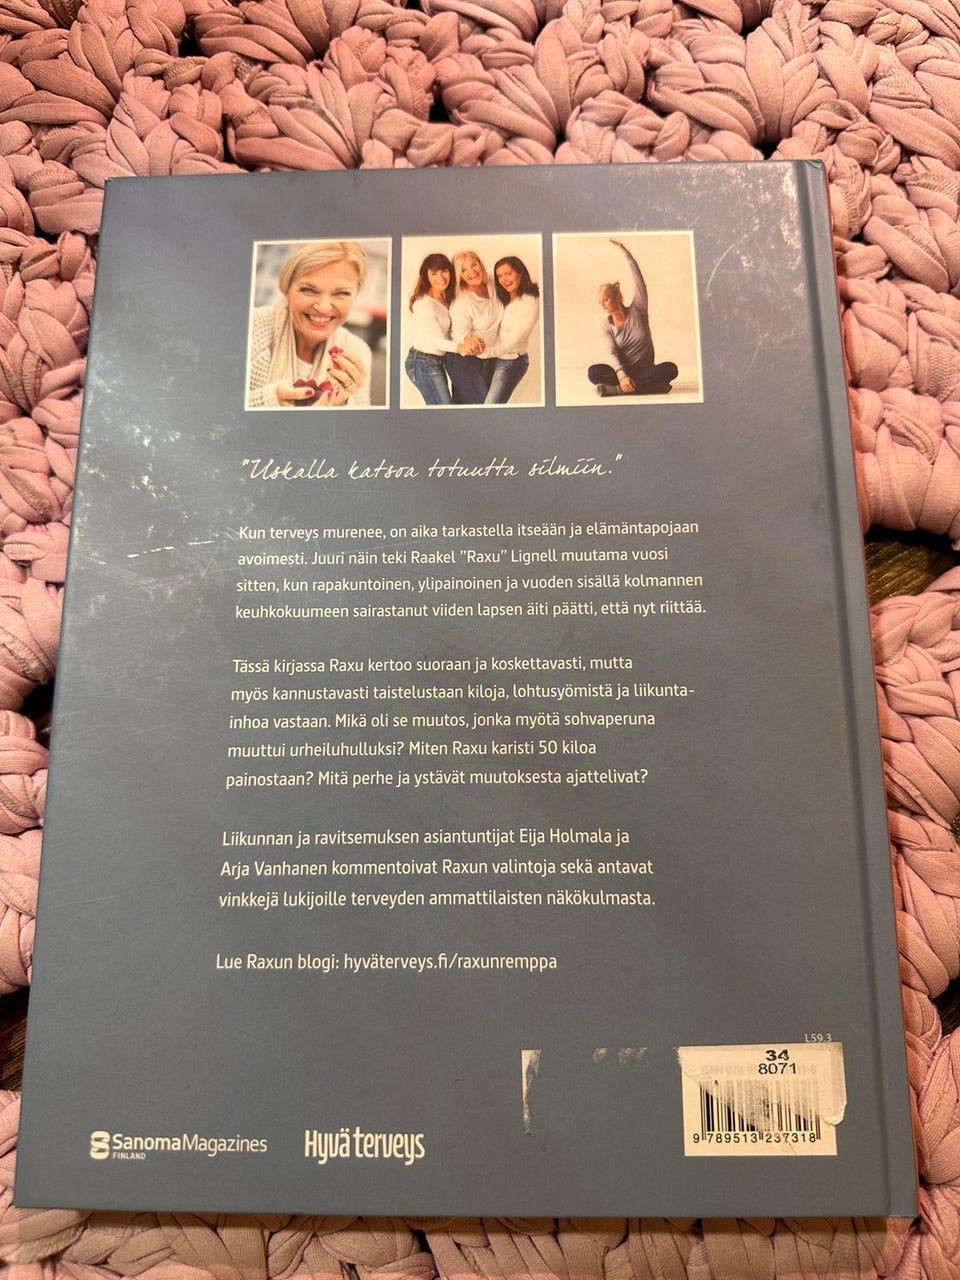 "Uskalla katsoa totuutta silmiin."
Kun terveys murenee, on aika tarkastella itseään ja elämäntapojaan
avoimesti. Juuri näin teki Raakel ”Raxu” Lignell muutama vuosi
sitten, kun rapakuntoinen, ylipainoinen ja vuoden sisällä kolmannen
keuhkokuumeen sairastanut viiden lapsen äiti päätti, että nyt riittää.
Tässä kirjassa Raxu kertoo suoraan ja koskettavasti, mutta
myös kannustavasti taistelustaan kiloja, lohtusyömistä ja liikunta-
inhoa vastaan. Mikä oli se muutos, jonka myötä sohvaperuna
muuttui urheiluhulluksi? Miten Raxu karisti 50 kiloa
painostaan? Mitä perhe ja ystävät muutoksesta ajattelivat?
Liikunnan ja ravitsemuksen asiantuntijat Eija Holmala ja
Arja Vanhanen kommentoivat Raxun valintoja sekä antavat
vinkkejä lukijoille terveyden ammattilaisten näkökulmasta.
Lue Raxun blogi: hyväterveys.fi/raxunremppa
L59.3
34
8071
ISBN
9 789513 237318
SanomaMagazines
FINLAND
Hyvä terveys